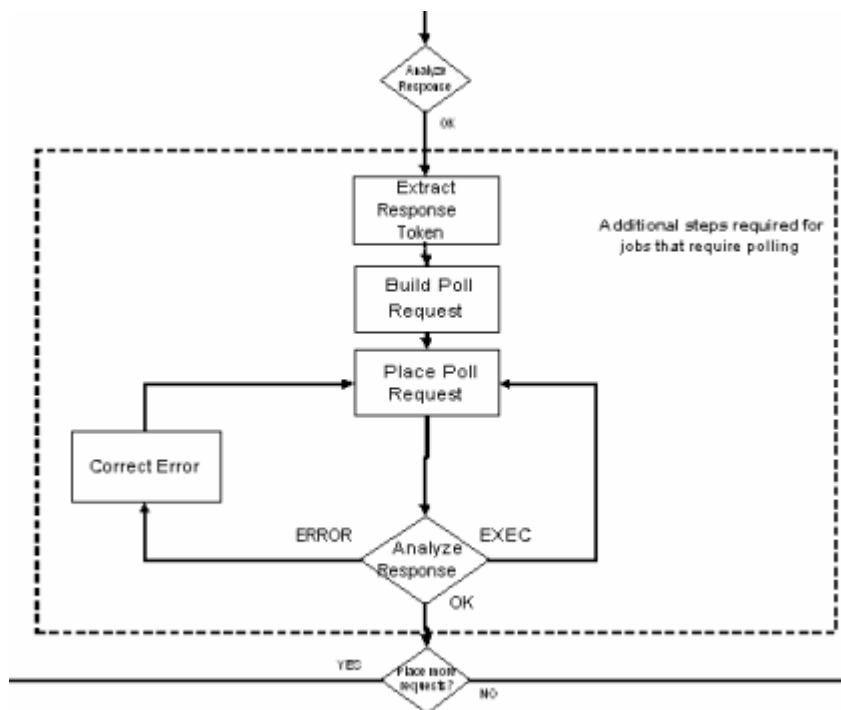 Analyze
Response
OK
Extract
Response
Token
Additional steps required for
jobs that require polling
Build Poll
Request
Place Poll
Request
Correct Error
ERROR
EXEC
Analyze
Response
OK
YES
Place more
requests?
NO